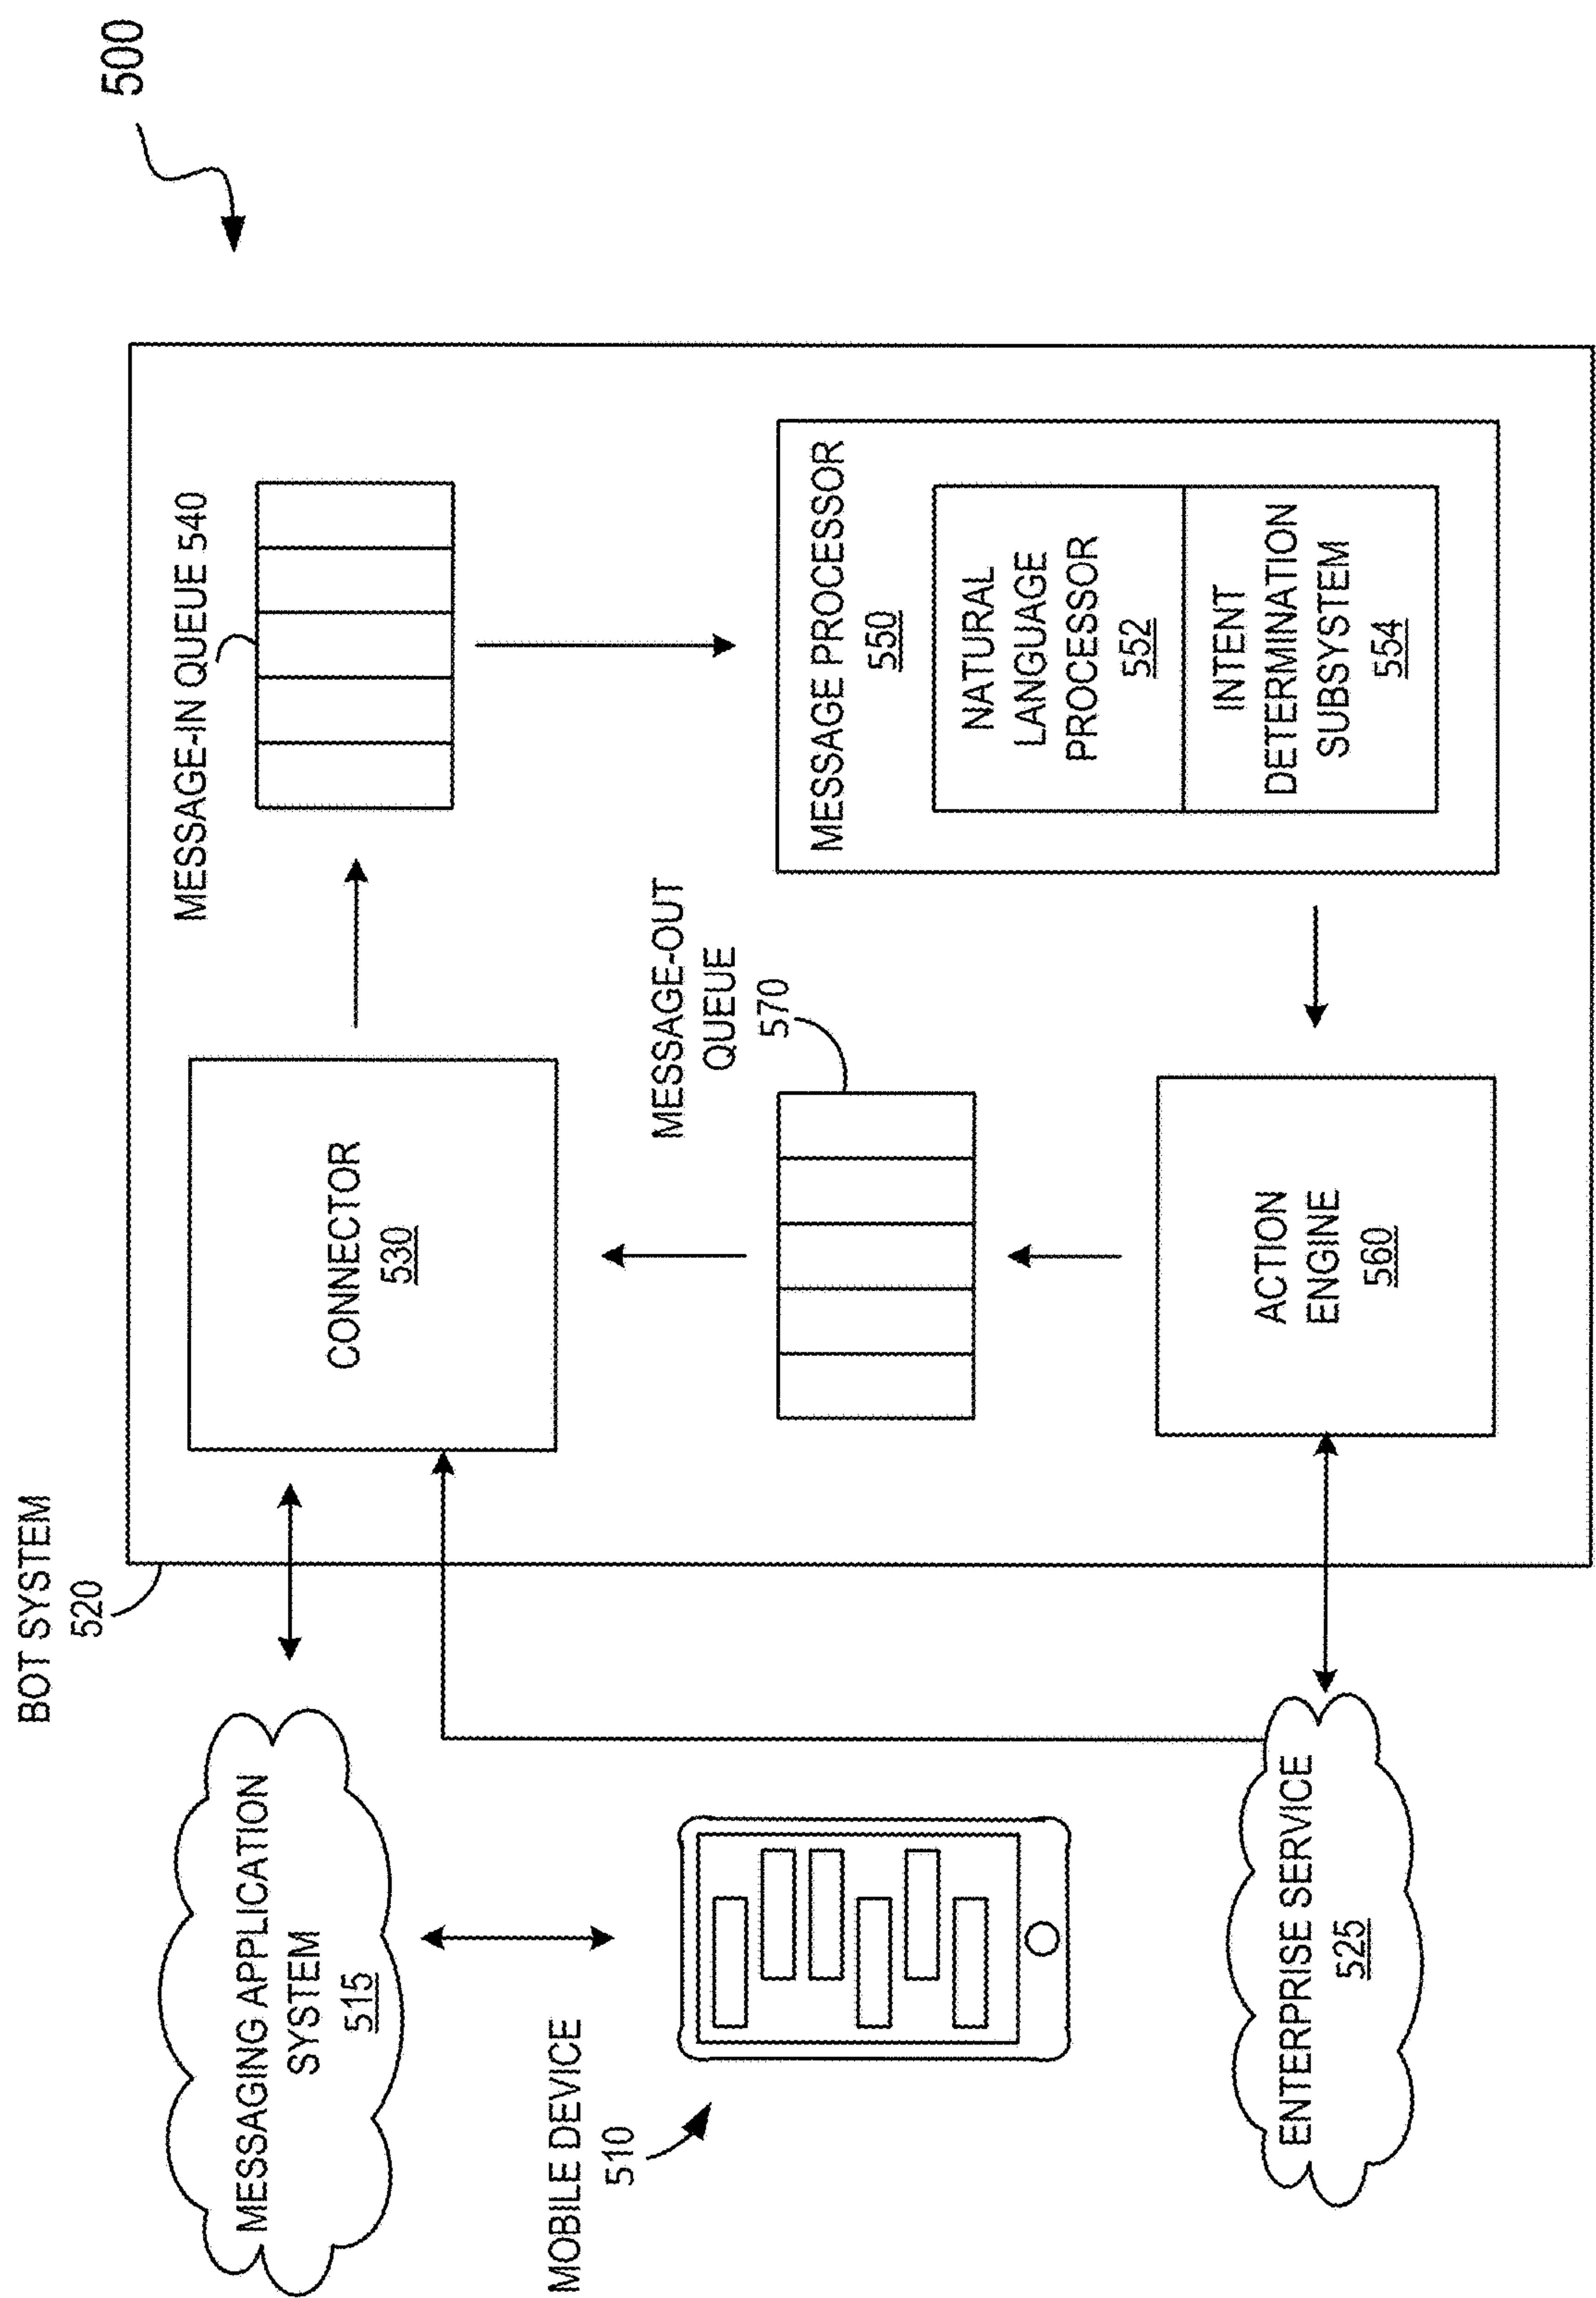 500
BOT SYSTEM
520
MESSAGING APPLICATION
SYSTEM
515
CONNECTOR
530
MESSAGE-IN QUEUE 540
MOBILE DEVICE
510
MESSAGE-OUT
QUEUE
570
MESSAGE PROCESSOR
550
NATURAL
LANGUAGE
PROCESSOR
552
INTENT
DETERMINATION
SUBSYSTEM
554
ENTERPRISE SERVICE
525
ACTION
ENGINE
560